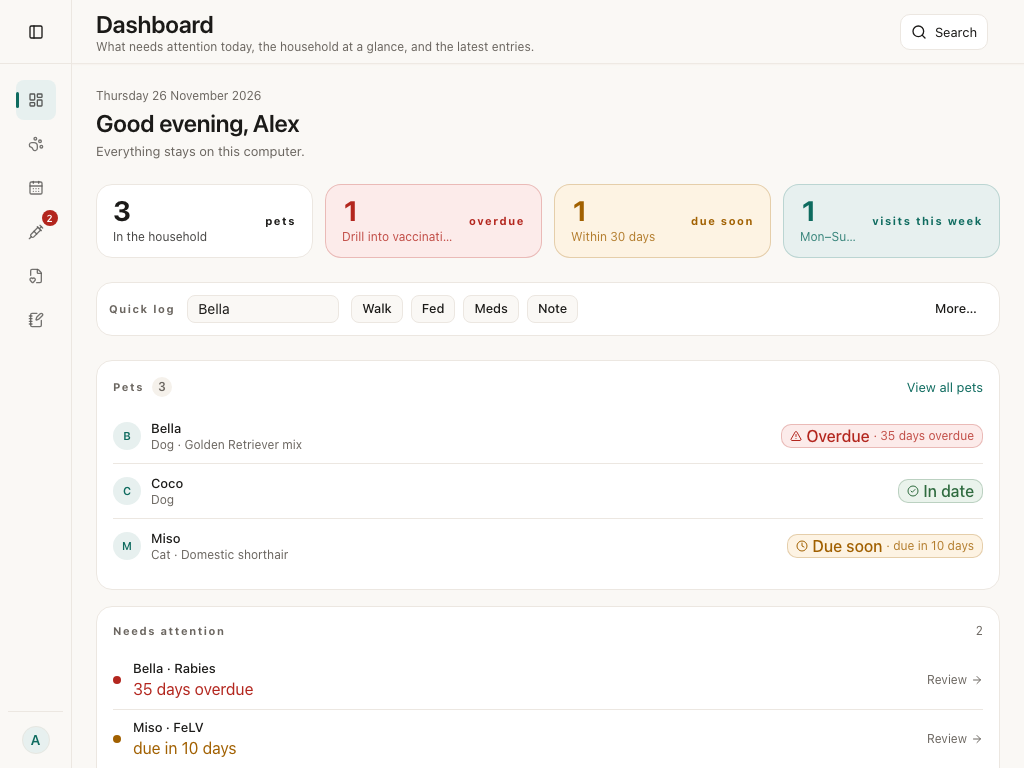 Dashboard
What needs attention today, the household at a glance, and the latest entries.
Search
2
Thursday 26 November 2026
Good evening, Alex
Everything stays on this computer.
3
pets
In the household
1
overdue
Drill into vaccinati...
1
due soon
Within 30 days
1
visits this week
Mon–Su...
Quick log
Bella
Walk
Fed
Meds
Note
More...
Pets 3
View all pets
B
Bella
Dog · Golden Retriever mix
Overdue · 35 days overdue
C
Coco
Dog
In date
M
Miso
Cat · Domestic shorthair
Due soon · due in 10 days
Needs attention
2
Bella · Rabies
35 days overdue
Review →
Miso · FeLV
due in 10 days
Review →
A